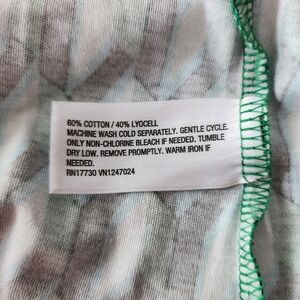 60% COTTON / 40% LYOCELL
MACHINE WASH COLD SEPARATELY. GENTLE CYCLE.
ONLY NON-CHLORINE BLEACH IF NEEDED. TUMBLE
DRY LOW. REMOVE PROMPTLY. WARM IRON IF
NEEDED.
RN17730 VN1247024